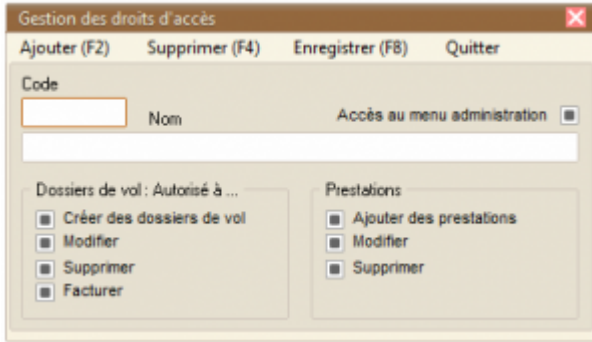 Gestion des droits d'accès
Ajouter (F2) Supprimer (F4) Enregistrer (F8) Quitter
Code
Nom Accès au menu administration
Dossiers de vol : Autorisé à ... Prestations
Créer des dossiers de vol Ajouter des prestations
Modifier Modifier
Supprimer Supprimer
Facturer